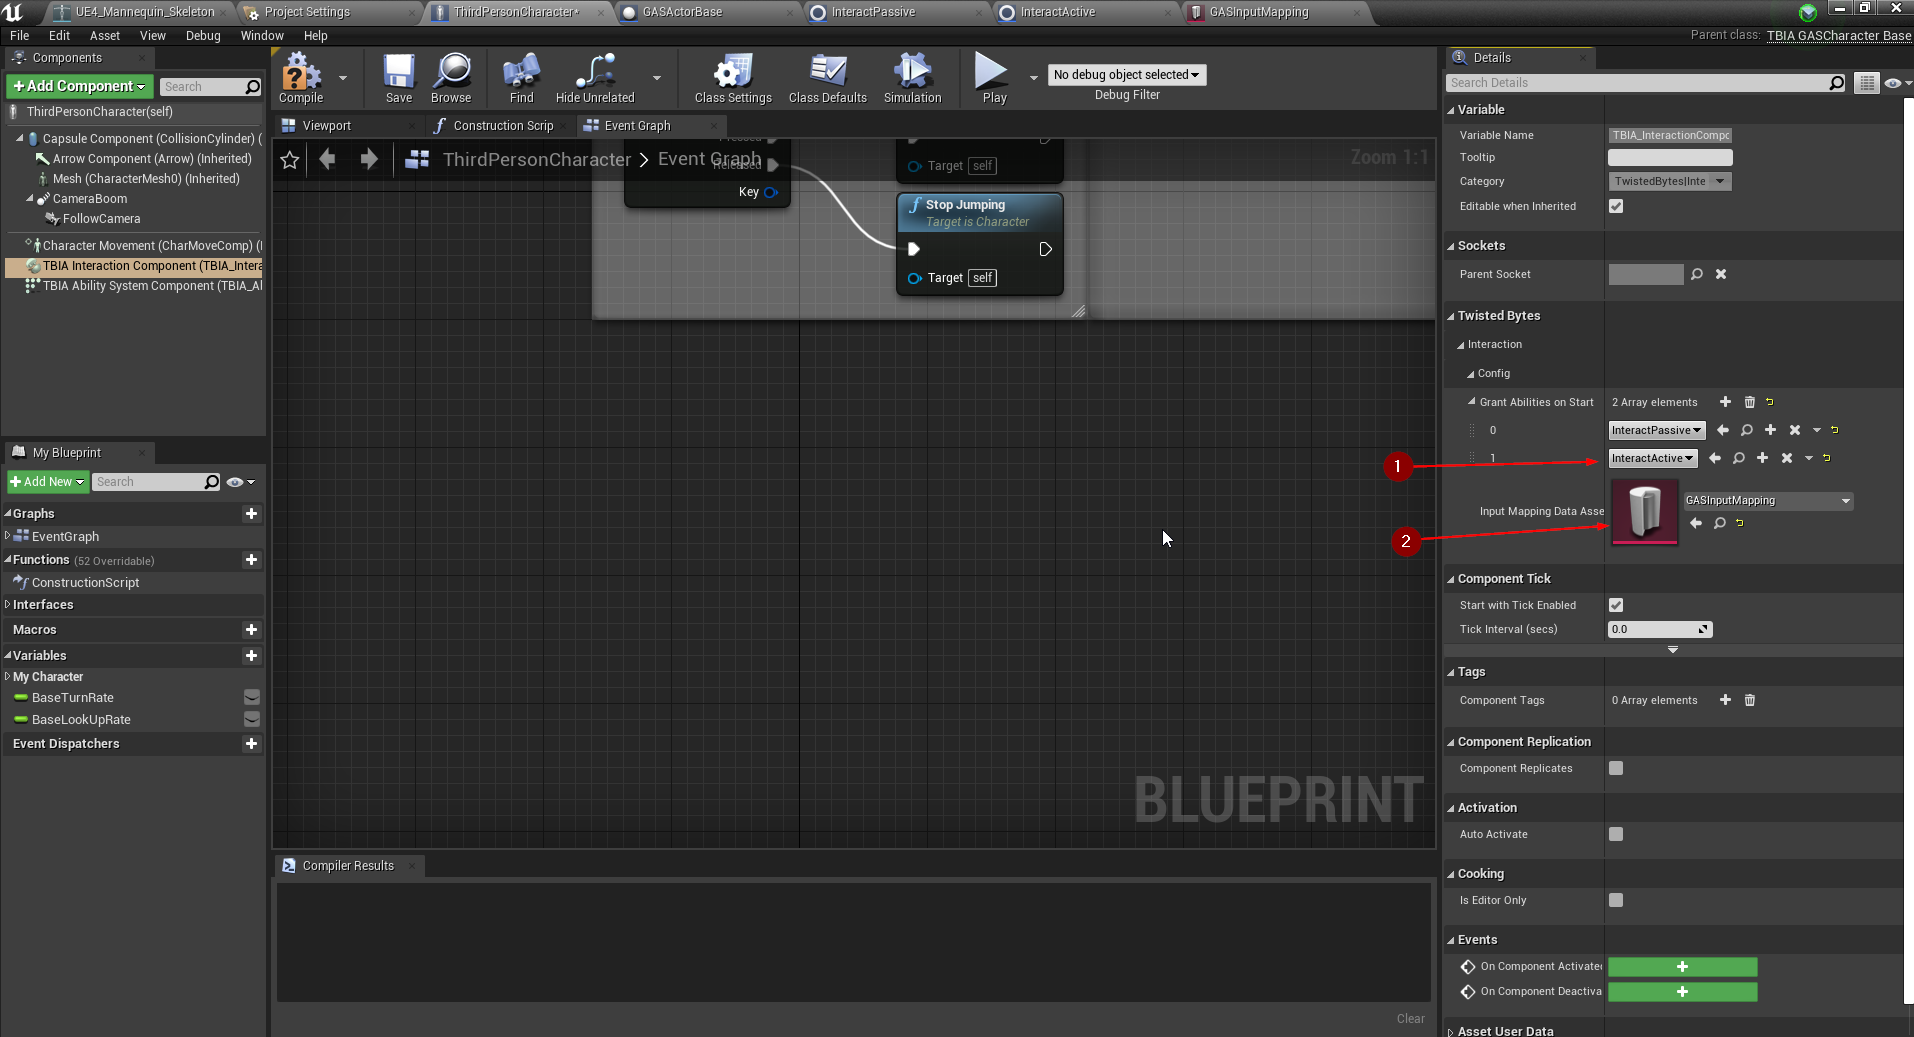 UE4_Mannequin_Skeleton
Project Settings
ThirdPersonCharacter*
GASActorBase
InteractPassive
InteractActive
GASInputMapping
File Edit Asset View Debug Window Help
Parent class: TBIA GASCharacter Base
Components
+Add Component
Search
ThirdPersonCharacter(self)
Capsule Component (CollisionCylinder) (
Arrow Component (Arrow) (Inherited)
Mesh (CharacterMesh0) (Inherited)
CameraBoom
FollowCamera
Character Movement (CharMoveComp) (I
TBIA Interaction Component (TBIA_Intera
TBIA Ability System Component (TBIA_Al
My Blueprint
+Add New
Search
Graphs
EventGraph
Functions (52 Overridable)
ConstructionScript
Interfaces
Macros
Variables
My Character
BaseTurnRate
BaseLookUpRate
Event Dispatchers
Compile
Save
Browse
Find
Hide Unrelated
Class Settings
Class Defaults
Simulation
Play
No debug object selected
Debug Filter
Viewport
Construction Scrip
Event Graph
ThirdPersonCharacter > Event Graph
Zoom 1:1
Pressed
Released
Key
Target self
Stop Jumping
Target is Character
Target self
BLUEPRINT
Compiler Results
Clear
Details
Search Details
Variable
Variable Name TBIA_InteractionCompo
Tooltip
Category TwistedBytes|Inte
Editable when Inherited
Sockets
Parent Socket
Twisted Bytes
Interaction
Config
Grant Abilities on Start 2 Array elements
0 InteractPassive
1 InteractActive
1
Input Mapping Data Asse GASInputMapping
2
Component Tick
Start with Tick Enabled
Tick Interval (secs) 0.0
Tags
Component Tags 0 Array elements
Component Replication
Component Replicates
Activation
Auto Activate
Cooking
Is Editor Only
Events
On Component Activated
On Component Deactiva
Asset User Data